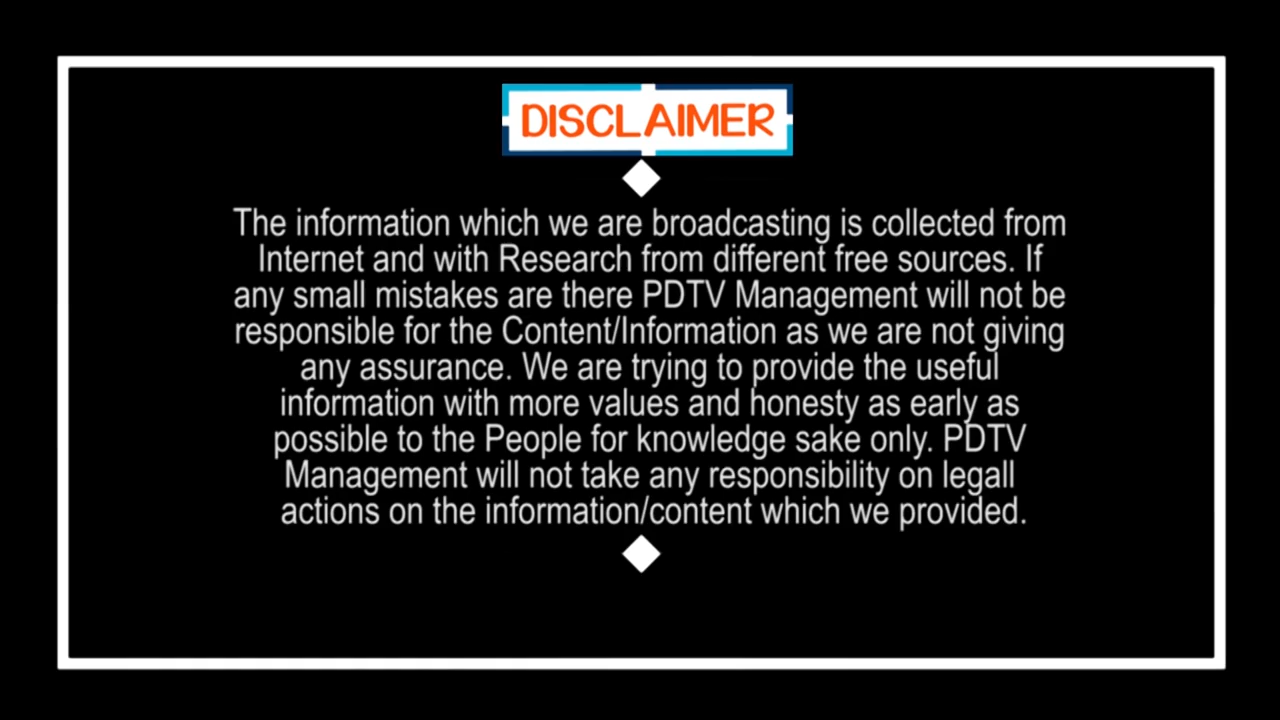 DISCLAIMER
The information which we are broadcasting is collected from
Internet and with Research from different free sources. If
any small mistakes are there PDTV Management will not be
responsible for the Content/Information as we are not giving
any assurance. We are trying to provide the useful
information with more values and honesty as early as
possible to the People for knowledge sake only. PDTV
Management will not take any responsibility on legall
actions on the information/content which we provided.